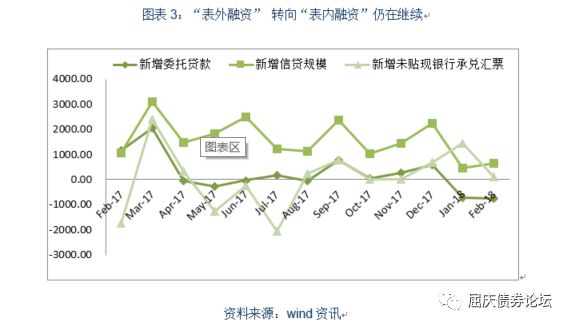 图表 3：“表外融资” 转向“表内融资”仍在继续
新增委托贷款 新增信贷规模 新增未贴现银行承兑汇票
4000.00
3000.00
2000.00
1000.00
0.00
-1000.00
-2000.00
-3000.00
图表区
Feb-17 Mar-17 Apr-17 May-17 Jun-17 Jul-17 Aug-17 Sep-17 Oct-17 Nov-17 Dec-17 Jan-18 Feb-18
资料来源：wind 资讯
屈庆债券论坛